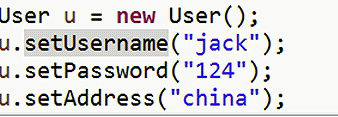 User u = new User();
u.setUsername("jack");
u.setPassword("124");
u.setAddress("china");